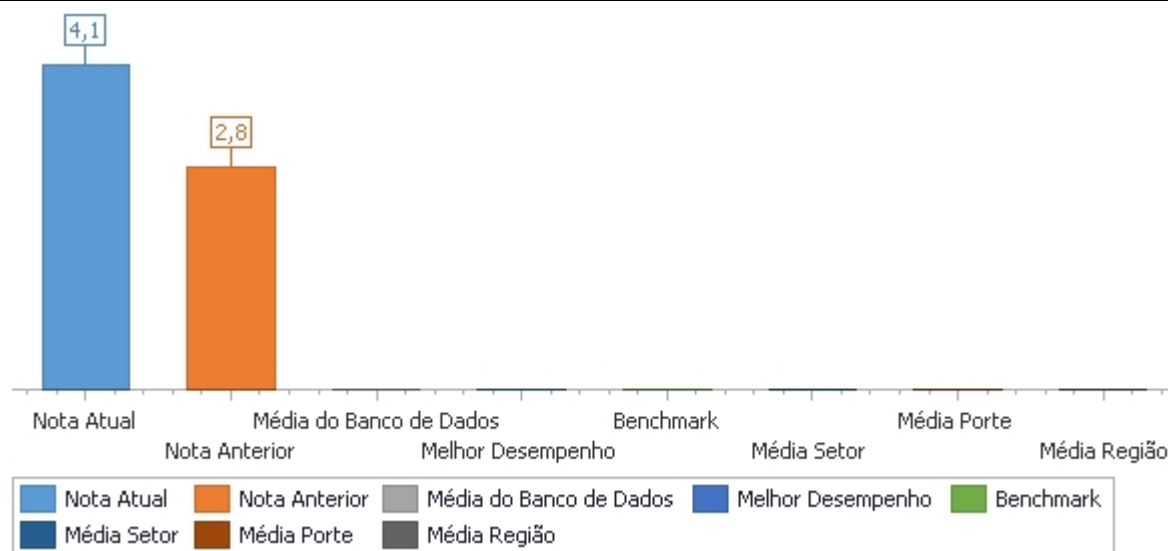 4,1
2,8
Nota Atual Média do Banco de Dados Benchmark Média Porte
Nota Anterior Melhor Desempenho Média Setor Média Região
Nota Atual Nota Anterior Média do Banco de Dados Melhor Desempenho Benchmark
Média Setor Média Porte Média Região